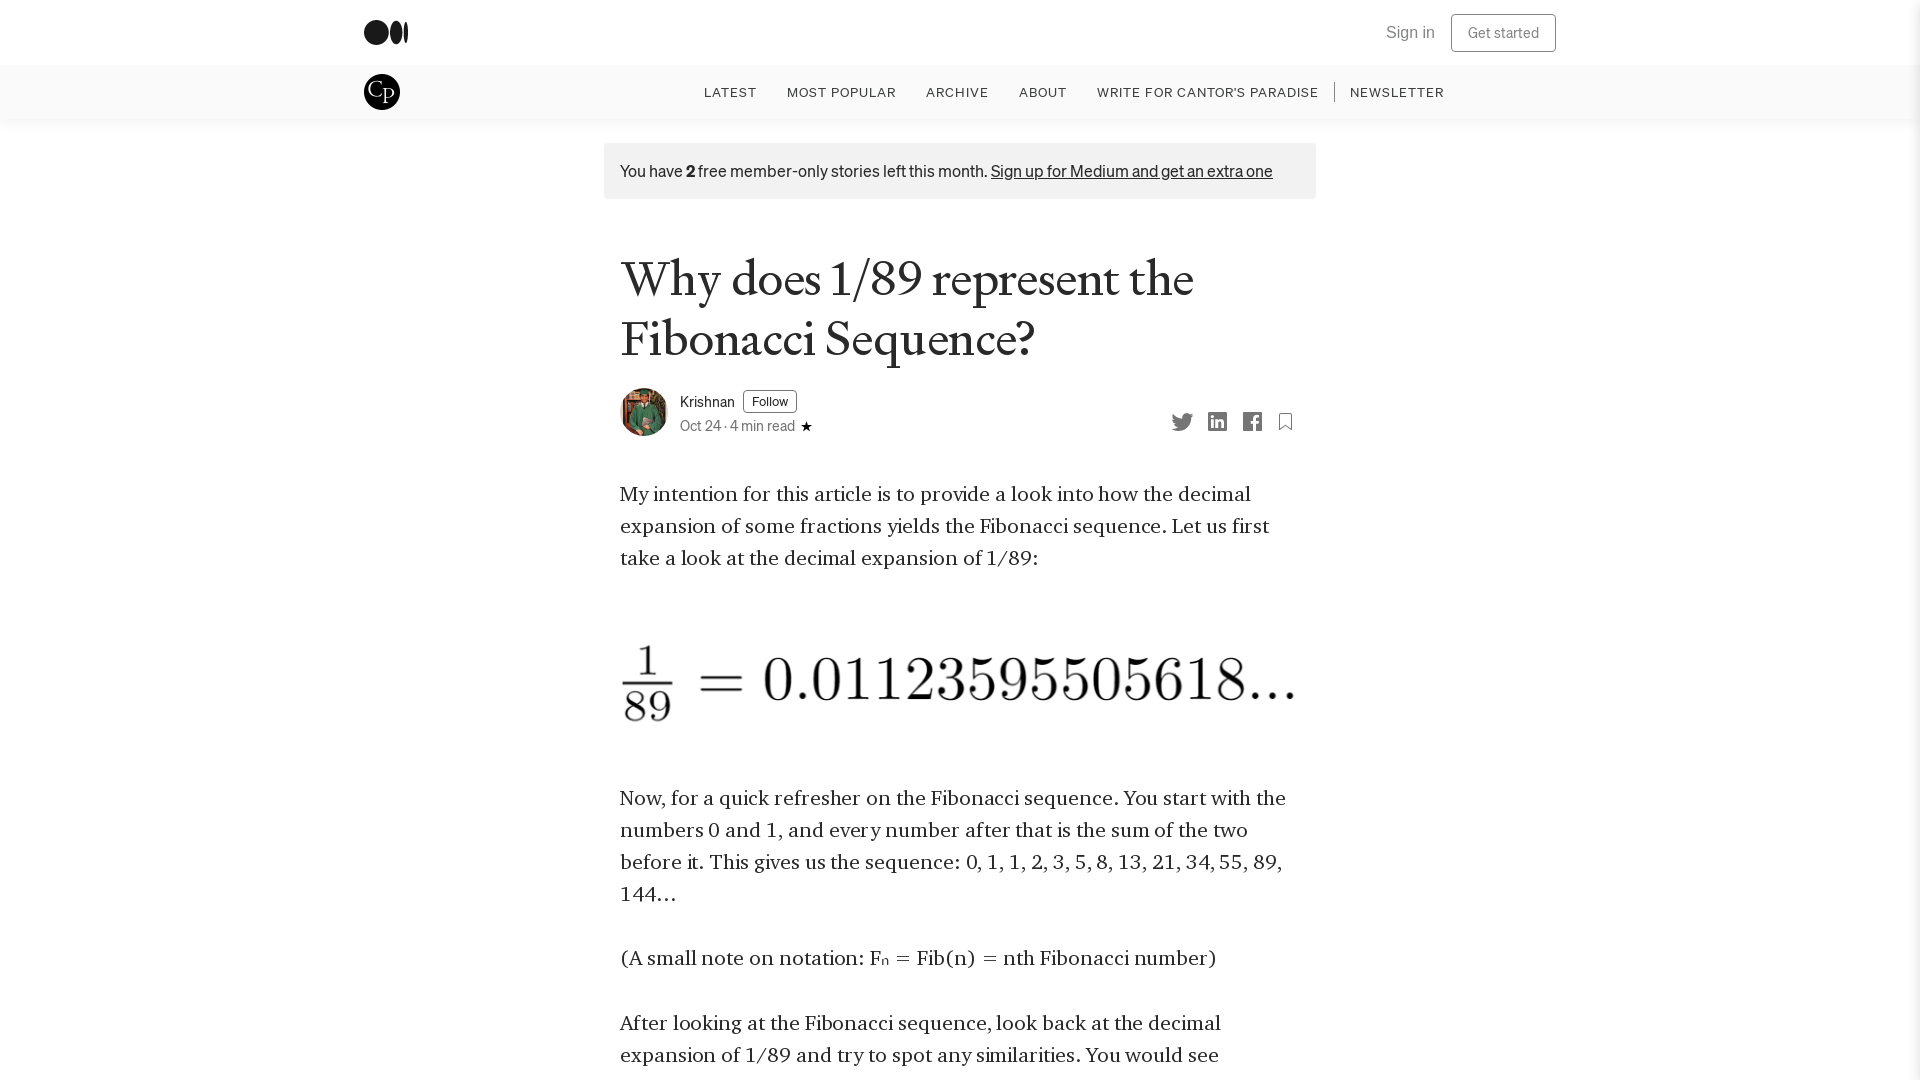 Sign in
Get started
Cp
LATEST
MOST POPULAR
ARCHIVE
ABOUT
WRITE FOR CANTOR'S PARADISE
NEWSLETTER
You have 2 free member-only stories left this month. Sign up for Medium and get an extra one
Why does 1/89 represent the
Fibonacci Sequence?
Krishnan
Follow
Oct 24 · 4 min read ★
My intention for this article is to provide a look into how the decimal
expansion of some fractions yields the Fibonacci sequence. Let us first
take a look at the decimal expansion of 1/89:
1/89 = 0.01123595505618...
Now, for a quick refresher on the Fibonacci sequence. You start with the
numbers 0 and 1, and every number after that is the sum of the two
before it. This gives us the sequence: 0, 1, 1, 2, 3, 5, 8, 13, 21, 34, 55, 89,
144…
(A small note on notation: Fₙ = Fib(n) = nth Fibonacci number)
After looking at the Fibonacci sequence, look back at the decimal
expansion of 1/89 and try to spot any similarities. You would see